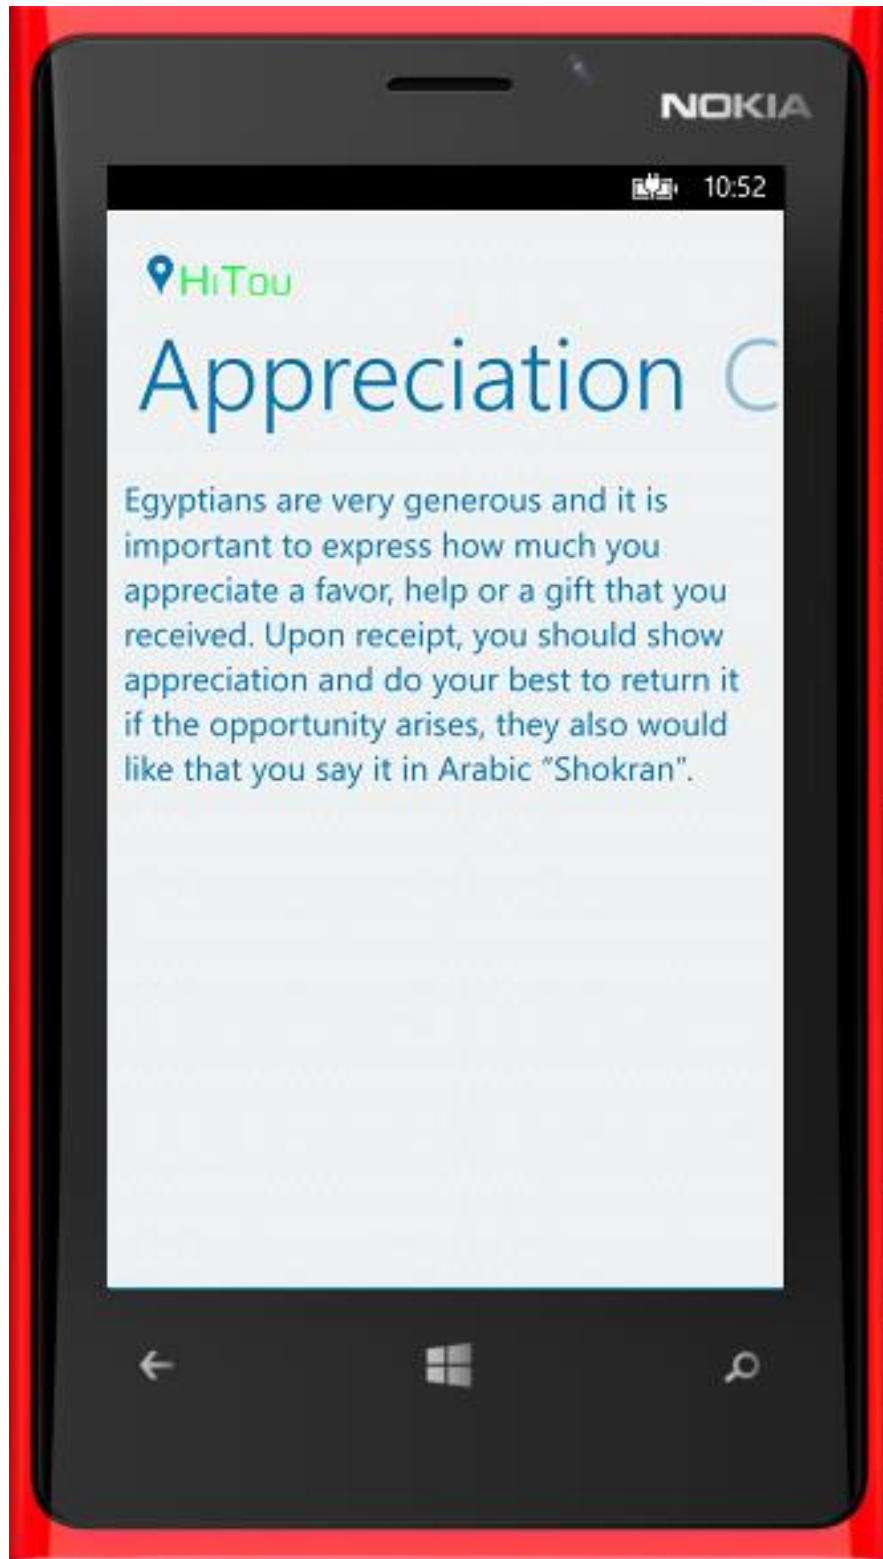 NOKIA
10:52
HiTou
Appreciation C
Egyptians are very generous and it is
important to express how much you
appreciate a favor, help or a gift that you
received. Upon receipt, you should show
appreciation and do your best to return it
if the opportunity arises, they also would
like that you say it in Arabic “Shokran”.